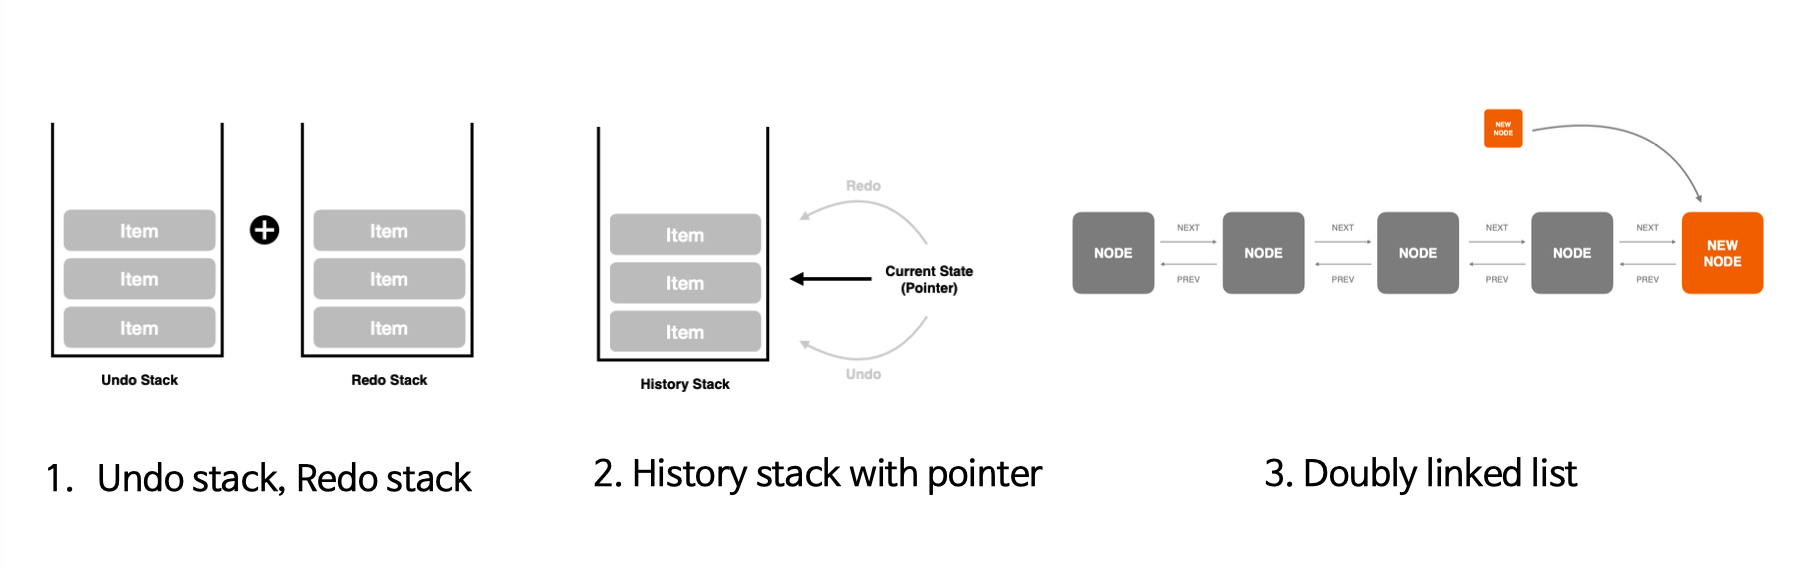 Item
Item
Item
Undo Stack
Item
Item
Item
Redo Stack
1. Undo stack, Redo stack
Item
Item
Item
History Stack
Redo
Current State
(Pointer)
Undo
2. History stack with pointer
NEW
NODE
NODE
NEXT
PREV
NODE
NEXT
PREV
NODE
NEXT
PREV
NODE
NEXT
PREV
NEW
NODE
3. Doubly linked list